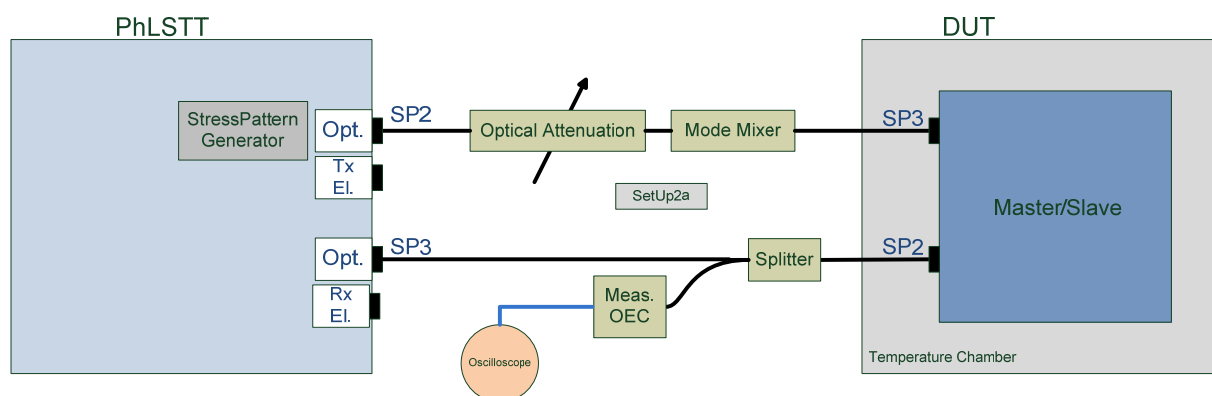 PhLSTT
DUT
StressPattern
Generator
Opt.
SP2
Optical Attenuation
Mode Mixer
SP3
Tx
El.
SetUp2a
Master/Slave
Opt.
SP3
Splitter
SP2
Rx
El.
Meas.
OEC
Oscilloscope
Temperature Chamber